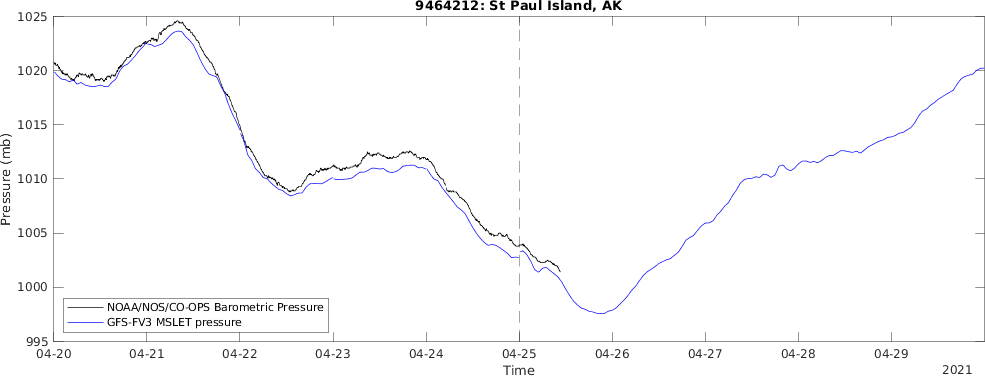 9464212: St Paul Island, AK
1025
1020
1015
1010
1005
1000
995
Pressure (mb)
NOAA/NOS/CO-OPS Barometric Pressure
GFS-FV3 MSLET pressure
04-20 04-21 04-22 04-23 04-24 04-25 04-26 04-27 04-28 04-29
Time
2021